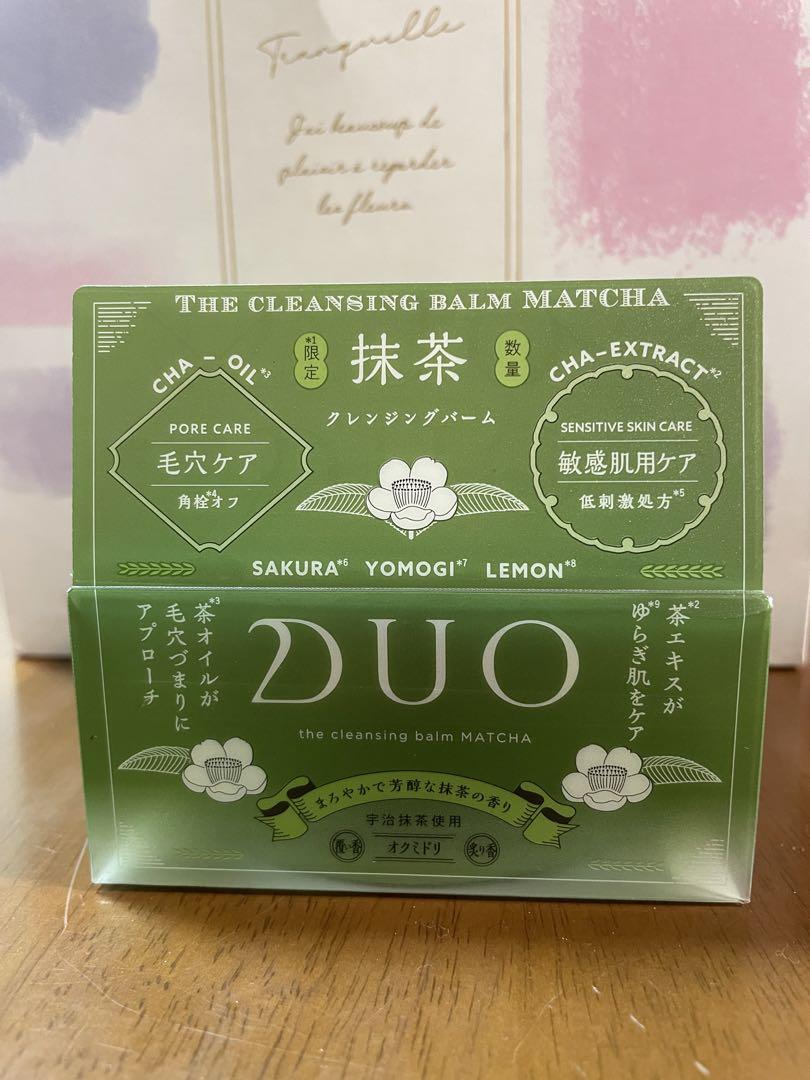 Tranquille
J'ai beaucoup de
plaisir à regarder
les fleurs
THE CLEANSING BALM MATCHA
CHA - OIL*3
*1限定
抹茶
数量
CHA-EXTRACT*2
クレンジングバーム
PORE CARE
毛穴ケア
角栓*4オフ
SENSITIVE SKIN CARE
敏感肌用ケア
低刺激処方*5
SAKURA*6 YOMOGI*7 LEMON*8
茶オイル*3が
毛穴づまりに
アプローチ
DUO
the cleansing balm MATCHA
茶エキス*2が
ゆらぎ肌*9をケア
まろやかで芳醇な抹茶の香り
宇治抹茶使用
覆い香
オクミドリ
炙り香